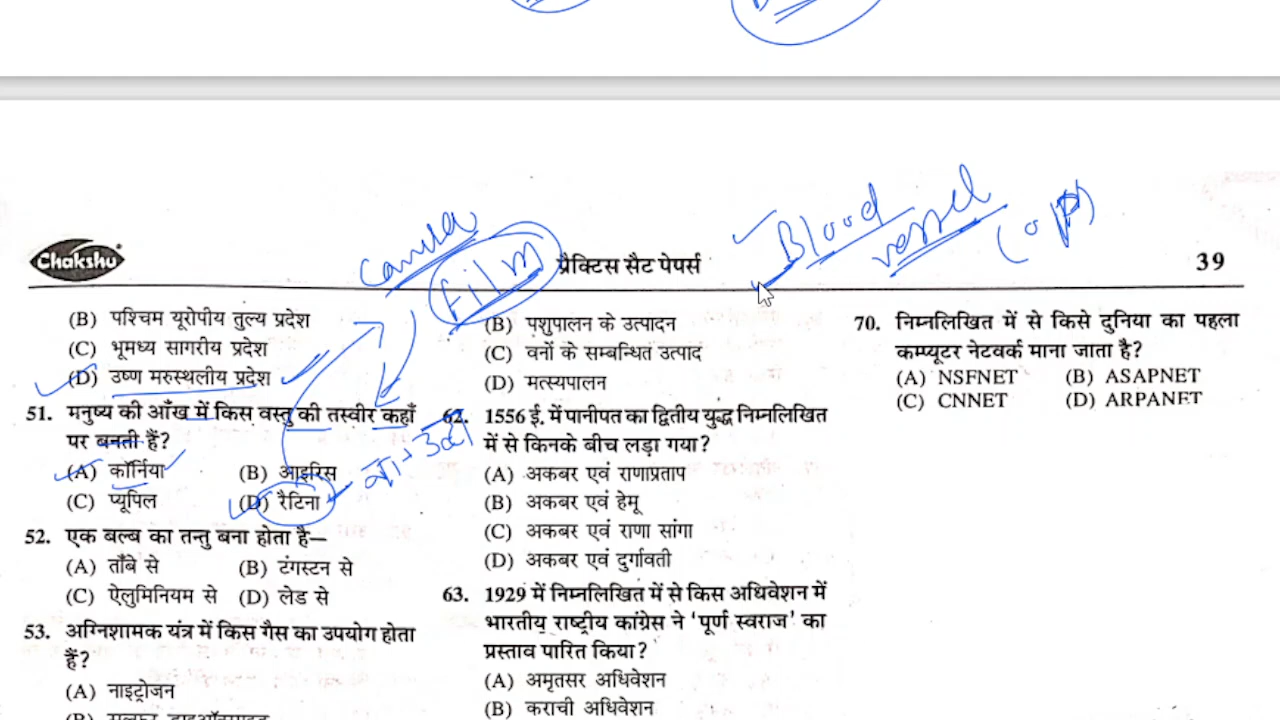 Blood
vessel
camera
film
Chakshu
प्रैक्टिस सैट पेपर्स
39
(B) पश्चिम यूरोपीय तुल्य प्रदेश
(C) भूमध्य सागरीय प्रदेश
(D) उष्ण मरुस्थलीय प्रदेश
51. मनुष्य की आँख में किस वस्तु की तस्वीर कहाँ
पर बनती हैं?
(A) कॉर्निया (B) आइरिस
(C) प्यूपिल (D) रैटिना
52. एक बल्ब का तन्तु बना होता है—
(A) ताँबे से (B) टंगस्टन से
(C) ऐलुमिनियम से (D) लेड से
53. अग्निशामक यंत्र में किस गैस का उपयोग होता
हैं?
(A) नाइट्रोजन
(B) पशुपालन के उत्पादन
(C) वनों के सम्बन्धित उत्पाद
(D) मत्स्यपालन
62. 1556 ई. में पानीपत का द्वितीय युद्ध निम्नलिखित
में से किनके बीच लड़ा गया?
(A) अकबर एवं राणाप्रताप
(B) अकबर एवं हेमू
(C) अकबर एवं राणा सांगा
(D) अकबर एवं दुर्गावती
63. 1929 में निम्नलिखित में से किस अधिवेशन में
भारतीय राष्ट्रीय कांग्रेस ने 'पूर्ण स्वराज' का
प्रस्ताव पारित किया?
(A) अमृतसर अधिवेशन
(B) कराची अधिवेशन
70. निम्नलिखित में से किसे दुनिया का पहला
कम्प्यूटर नेटवर्क माना जाता है?
(A) NSFNET (B) ASAPNET
(C) CNNET (D) ARPANET